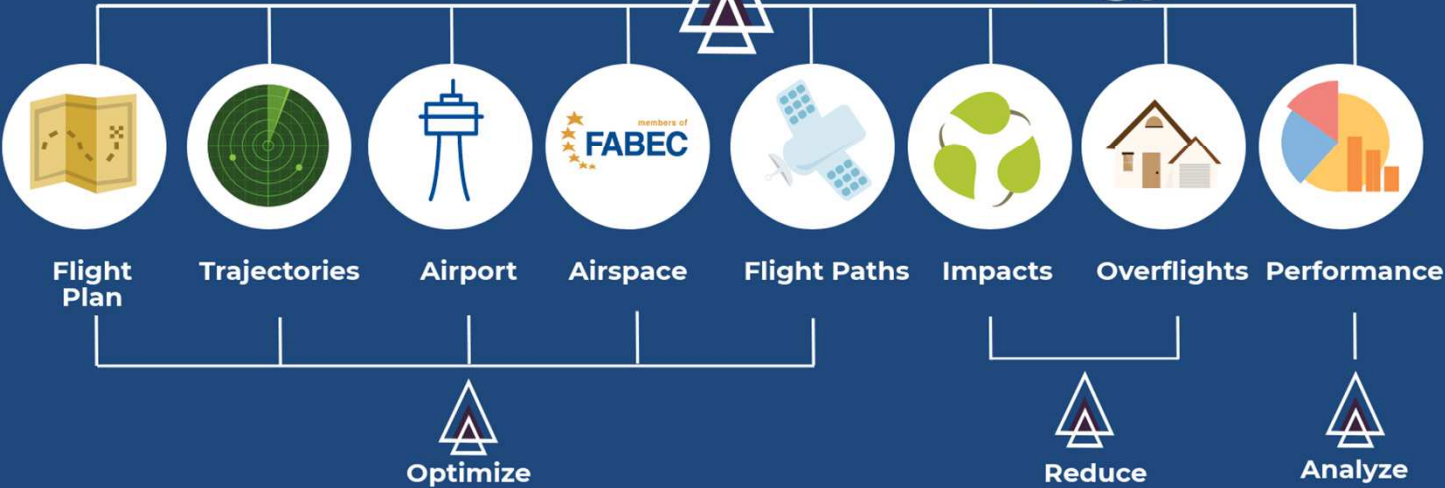 members of
FABEC
Flight
Plan
Trajectories
Airport
Airspace
Flight Paths
Impacts
Overflights
Performance
Optimize
Reduce
Analyze